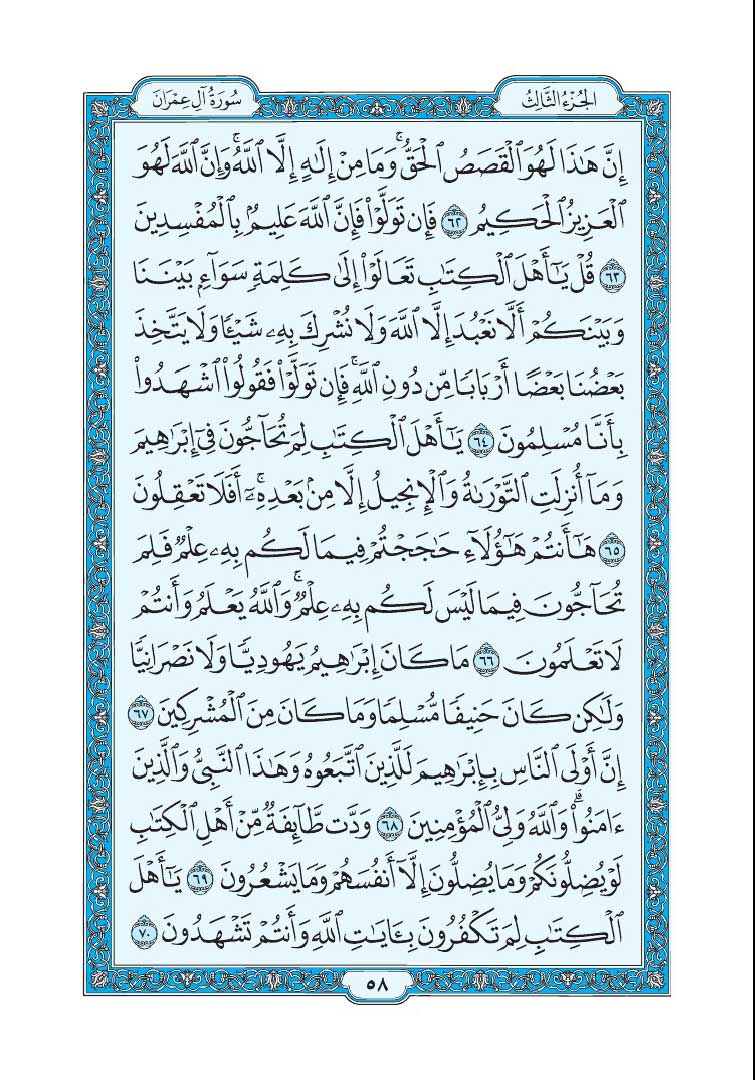 الجُزْءُ الثَّالِثُ
سُورَةُ آلِ عِمْرَانَ
إِنَّ هَٰذَا لَهُوَ ٱلْقَصَصُ ٱلْحَقُّۚ وَمَا مِنْ إِلَٰهٍ إِلَّا ٱللَّهُۚ وَإِنَّ ٱللَّهَ لَهُوَ
ٱلْعَزِيزُ ٱلْحَكِيمُ ٦٢ فَإِن تَوَلَّوْا۟ فَإِنَّ ٱللَّهَ عَلِيمٌۢ بِٱلْمُفْسِدِينَ
٦٣ قُلْ يَٰٓأَهْلَ ٱلْكِتَٰبِ تَعَالَوْا۟ إِلَىٰ كَلِمَةٍ سَوَآءٍۭ بَيْنَنَا
وَبَيْنَكُمْ أَلَّا نَعْبُدَ إِلَّا ٱللَّهَ وَلَا نُشْرِكَ بِهِۦ شَيْـًٔا وَلَا يَتَّخِذَ
بَعْضُنَا بَعْضًا أَرْبَابًا مِّن دُونِ ٱللَّهِۚ فَإِن تَوَلَّوْا۟ فَقُولُوا۟ ٱشْهَدُوا۟
بِأَنَّا مُسْلِمُونَ ٦٤ يَٰٓأَهْلَ ٱلْكِتَٰبِ لِمَ تُحَآجُّونَ فِىٓ إِبْرَٰهِيمَ
وَمَآ أُنزِلَتِ ٱلتَّوْرَىٰةُ وَٱلْإِنجِيلُ إِلَّا مِنۢ بَعْدِهِۦٓۚ أَفَلَا تَعْقِلُونَ
٦٥ هَٰٓأَنتُمْ هَٰٓؤُلَآءِ حَٰجَجْتُمْ فِيمَا لَكُم بِهِۦ عِلْمٌ فَلِمَ
تُحَآجُّونَ فِيمَا لَيْسَ لَكُم بِهِۦ عِلْمٌۚ وَٱللَّهُ يَعْلَمُ وَأَنتُمْ
لَا تَعْلَمُونَ ٦٦ مَا كَانَ إِبْرَٰهِيمُ يَهُودِيًّا وَلَا نَصْرَانِيًّا
وَلَٰكِن كَانَ حَنِيفًا مُّسْلِمًا وَمَا كَانَ مِنَ ٱلْمُشْرِكِينَ ٦٧
إِنَّ أَوْلَى ٱلنَّاسِ بِإِبْرَٰهِيمَ لَلَّذِينَ ٱتَّبَعُوهُ وَهَٰذَا ٱلنَّبِىُّ وَٱلَّذِينَ
ءَامَنُوا۟ۗ وَٱللَّهُ وَلِىُّ ٱلْمُؤْمِنِينَ ٦٨ وَدَّت طَّآئِفَةٌ مِّنْ أَهْلِ ٱلْكِتَٰبِ
لَوْ يُضِلُّونَكُمْ وَمَا يُضِلُّونَ إِلَّآ أَنفُسَهُمْ وَمَا يَشْعُرُونَ ٦٩ يَٰٓأَهْلَ
ٱلْكِتَٰبِ لِمَ تَكْفُرُونَ بِـَٔايَٰتِ ٱللَّهِ وَأَنتُمْ تَشْهَدُونَ ٧٠
٥٨